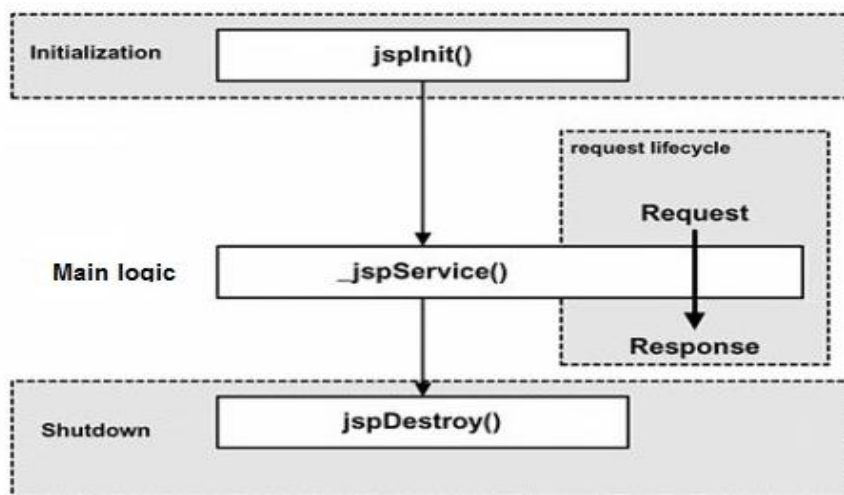 Initialization
jspInit()
request lifecycle
Request
Main logic
_jspService()
Response
Shutdown
jspDestroy()